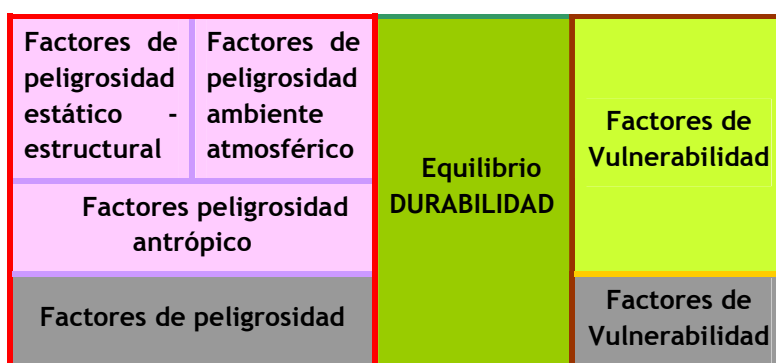 Factores de
peligrosidad
estático -
estructural
Factores de
peligrosidad
ambiente
atmosférico
Factores peligrosidad
antrópico
Factores de peligrosidad
Equilibrio
DURABILIDAD
Factores de
Vulnerabilidad
Factores de
Vulnerabilidad